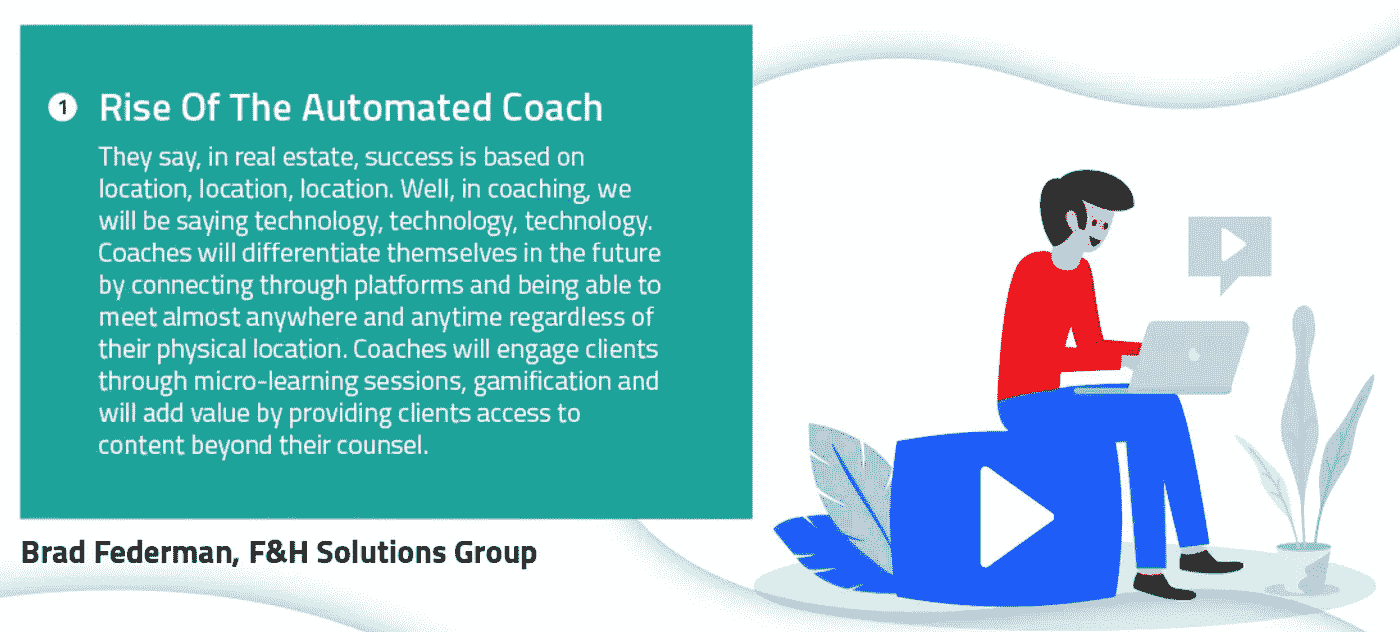 1 Rise Of The Automated Coach
They say, in real estate, success is based on
location, location, location. Well, in coaching, we
will be saying technology, technology, technology.
Coaches will differentiate themselves in the future
by connecting through platforms and being able to
meet almost anywhere and anytime regardless of
their physical location. Coaches will engage clients
through micro-learning sessions, gamification and
will add value by providing clients access to
content beyond their counsel.
Brad Federman, F&H Solutions Group